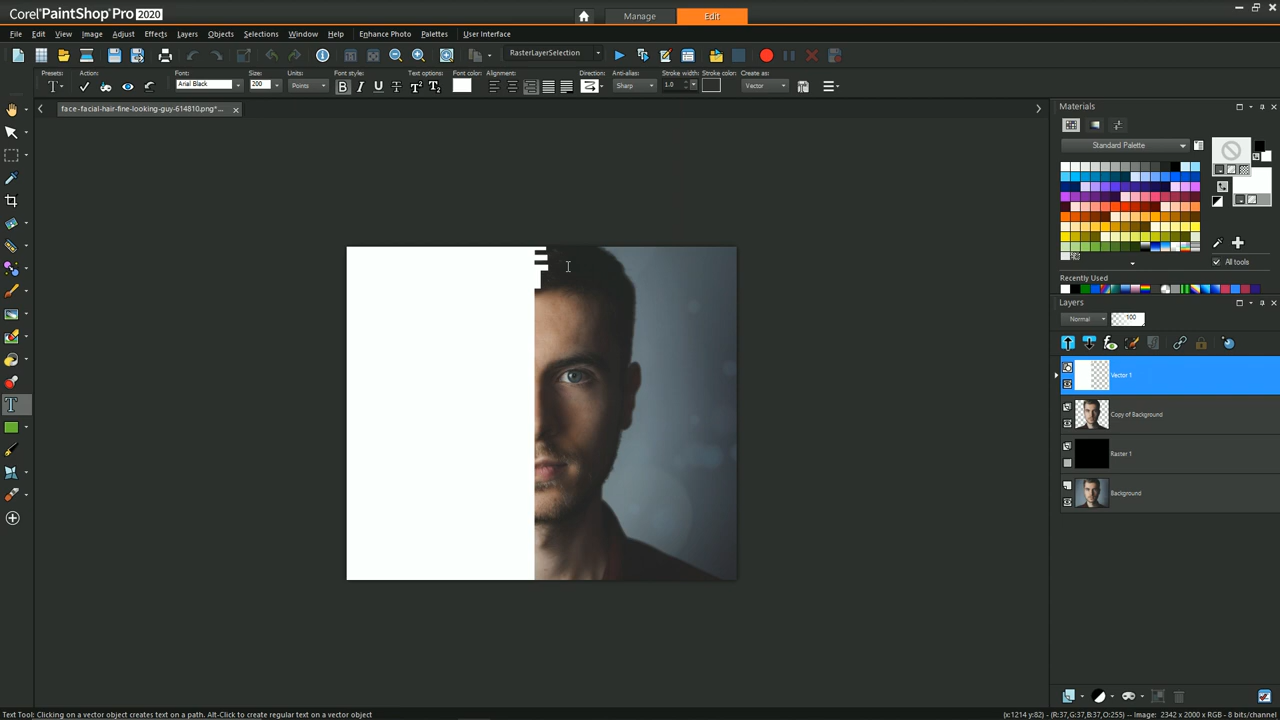 Corel® PaintShop® Pro 2020
Manage
Edit
File Edit View Image Adjust Effects Layers Objects Selections Window Help Enhance Photo Palettes User Interface
RasterLayerSelection
Presets: Action: Font: Size: Units: Font style: Text options: Font color: Alignment: Direction: Anti-alias: Stroke width: Stroke color: Create as:
Arial Black 200 Points Sharp 1.0 Vector
face-facial-hair-fine-looking-guy-614810.png*...
Materials
Standard Palette
All tools
Recently Used
Layers
Normal 100
Vector 1
Copy of Background
Raster 1
Background
Text Tool: Clicking on a vector object creates text on a path. Alt-Click to create regular text on a vector object
(x:1214 y:82) - (R:37,G:37,B:37,O:255) -- Image: 2342 x 2000 x RGB - 8 bits/channel